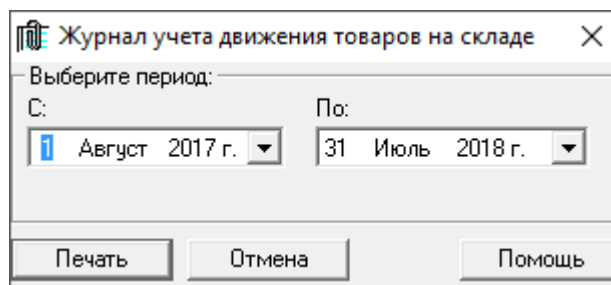 Журнал учета движения товаров на складе
Выберите период:
С: По:
1 Август 2017 г. 31 Июль 2018 г.
Печать Отмена Помощь